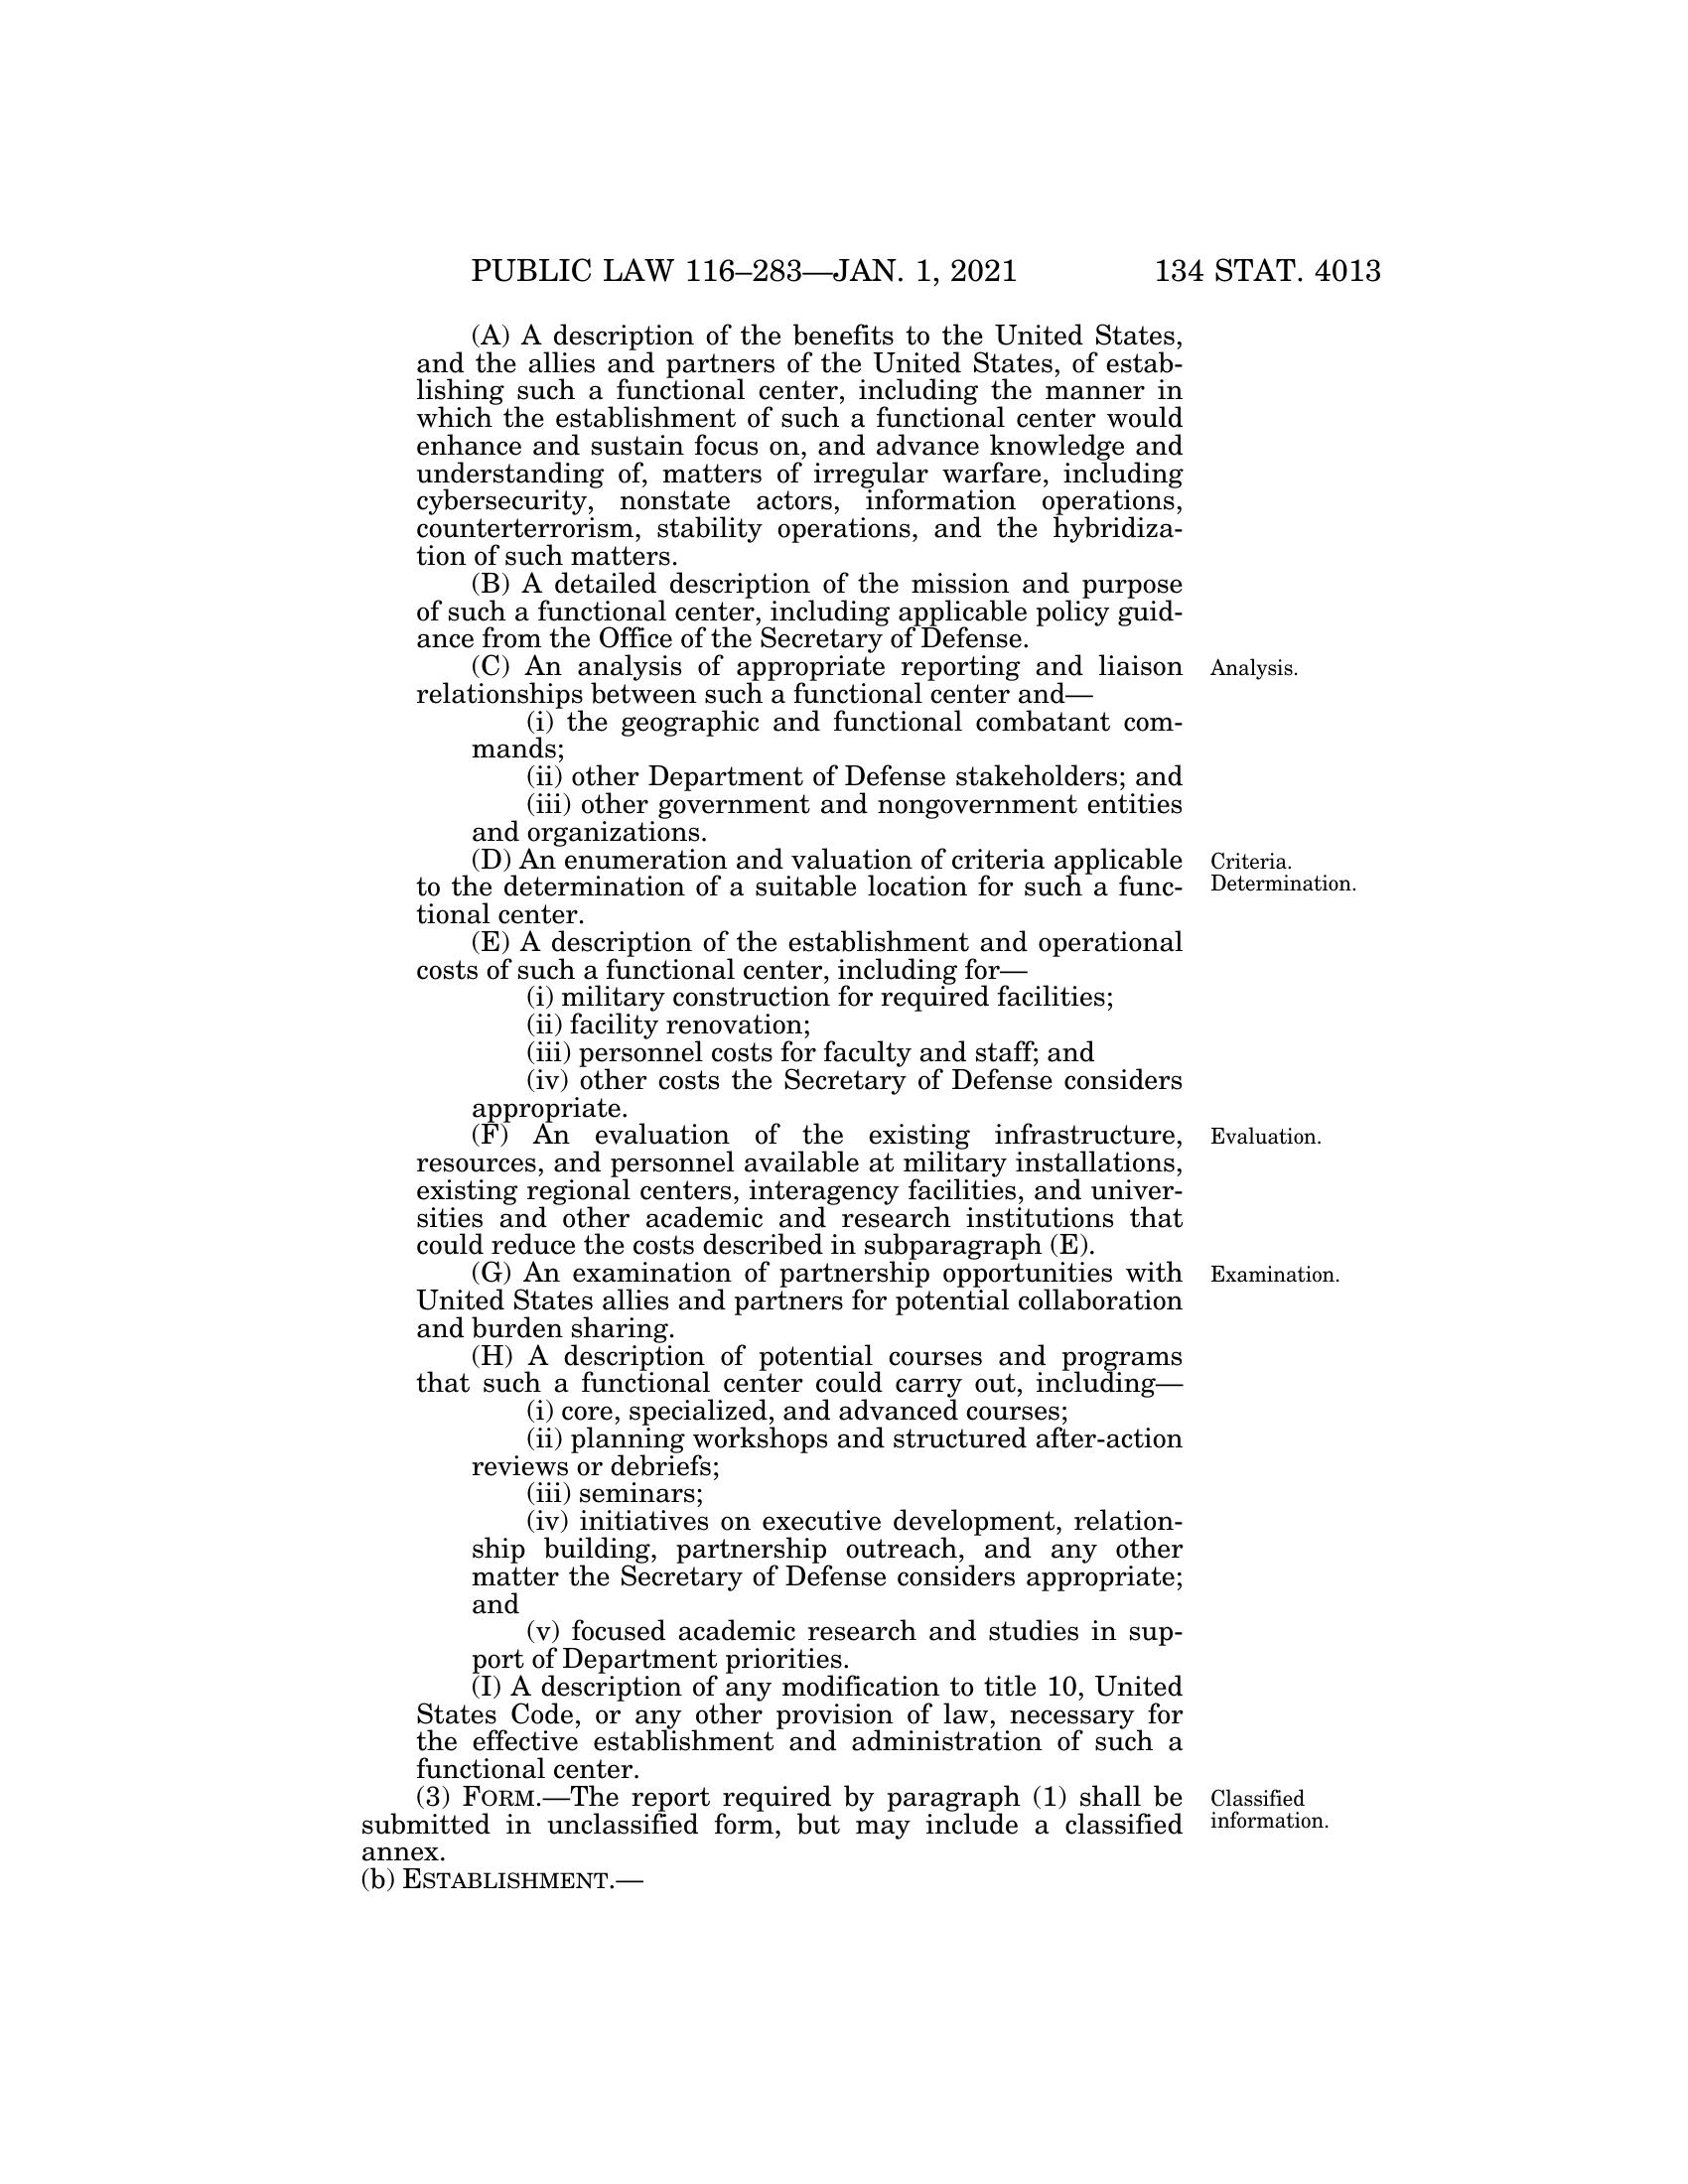 PUBLIC LAW 116–283—JAN. 1, 2021 134 STAT. 4013
(A) A description of the benefits to the United States,
and the allies and partners of the United States, of estab-
lishing such a functional center, including the manner in
which the establishment of such a functional center would
enhance and sustain focus on, and advance knowledge and
understanding of, matters of irregular warfare, including
cybersecurity, nonstate actors, information operations,
counterterrorism, stability operations, and the hybridiza-
tion of such matters.
(B) A detailed description of the mission and purpose
of such a functional center, including applicable policy guid-
ance from the Office of the Secretary of Defense.
(C) An analysis of appropriate reporting and liaison
Analysis.
relationships between such a functional center and—
(i) the geographic and functional combatant com-
mands;
(ii) other Department of Defense stakeholders; and
(iii) other government and nongovernment entities
and organizations.
(D) An enumeration and valuation of criteria applicable
Criteria.
to the determination of a suitable location for such a func-
Determination.
tional center.
(E) A description of the establishment and operational
costs of such a functional center, including for—
(i) military construction for required facilities;
(ii) facility renovation;
(iii) personnel costs for faculty and staff; and
(iv) other costs the Secretary of Defense considers
appropriate.
(F) An evaluation of the existing infrastructure,
Evaluation.
resources, and personnel available at military installations,
existing regional centers, interagency facilities, and univer-
sities and other academic and research institutions that
could reduce the costs described in subparagraph (E).
(G) An examination of partnership opportunities with
Examination.
United States allies and partners for potential collaboration
and burden sharing.
(H) A description of potential courses and programs
that such a functional center could carry out, including—
(i) core, specialized, and advanced courses;
(ii) planning workshops and structured after-action
reviews or debriefs;
(iii) seminars;
(iv) initiatives on executive development, relation-
ship building, partnership outreach, and any other
matter the Secretary of Defense considers appropriate;
and
(v) focused academic research and studies in sup-
port of Department priorities.
(I) A description of any modification to title 10, United
States Code, or any other provision of law, necessary for
the effective establishment and administration of such a
functional center.
(3) FORM.—The report required by paragraph (1) shall be
Classified
submitted in unclassified form, but may include a classified
information.
annex.
(b) ESTABLISHMENT.—